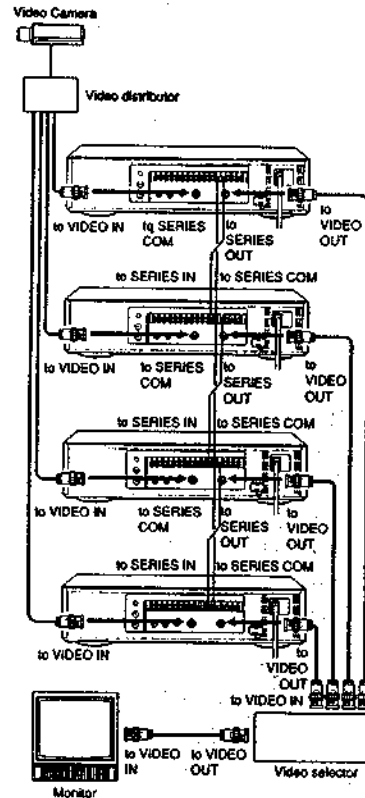 Video Camera
Video distributor
to VIDEO IN
tq SERIES
COM
to
SERIES
OUT
to
VIDEO
OUT
to SERIES IN
to SERIES COM
to VIDEO IN
to SERIES
COM
to
SERIES
OUT
to
VIDEO
OUT
to SERIES IN
to SERIES COM
to VIDEO IN
to SERIES
COM
to
SERIES
OUT
to
VIDEO
OUT
to SERIES IN
to SERIES COM
to VIDEO IN
to
VIDEO
OUT
to VIDEO IN
to VIDEO
IN
to VIDEO
OUT
Monitor
Video selector